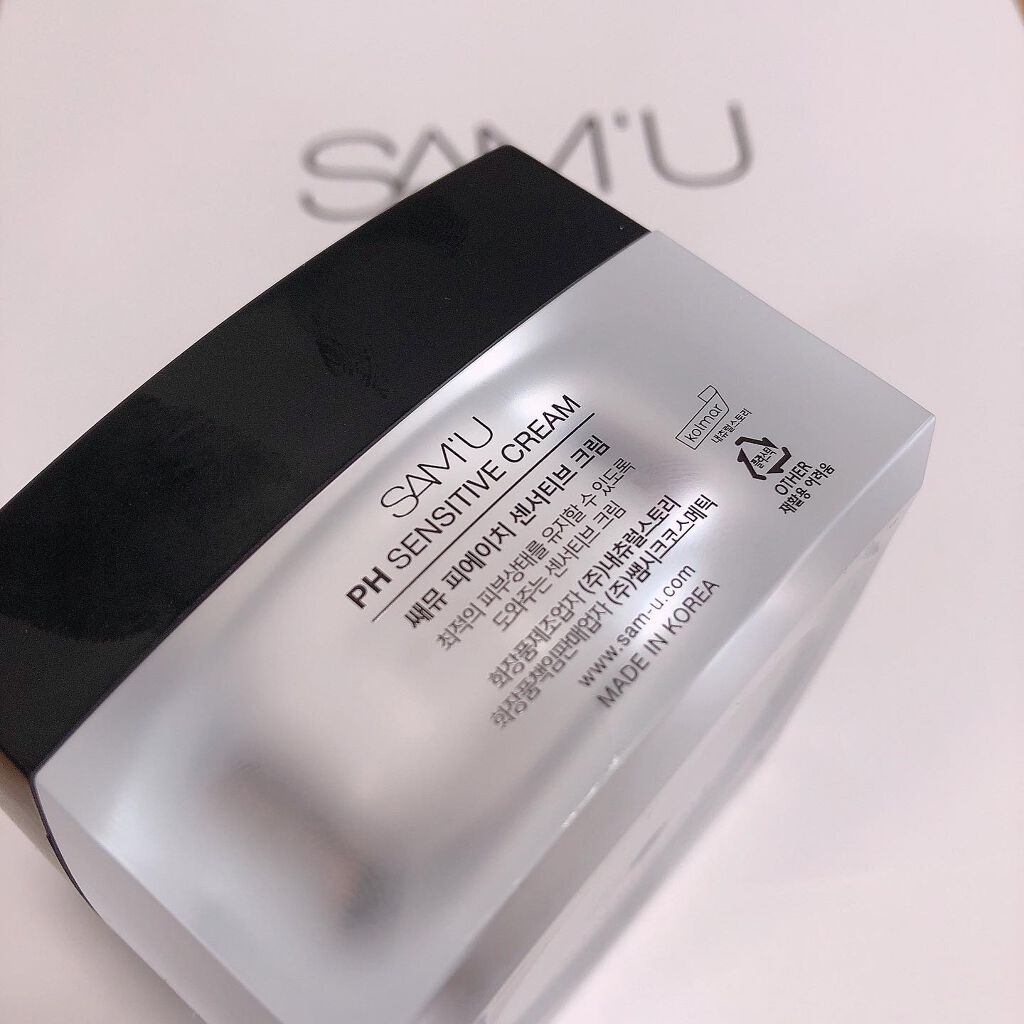 SAM'U
SAM'U
PH SENSITIVE CREAM
쌔뮤 피에이치 센서티브 크림
최적의 피부상태를 유지할 수 있도록
도와주는 센서티브 크림
화장품제조업자 (주)내츄럴스토리
화장품책임판매업자 (주)쌤시크코스메틱
www.sam-u.com
MADE IN KOREA
kolmar
내츄럴스토리
플라스틱
OTHER
재활용 어려움